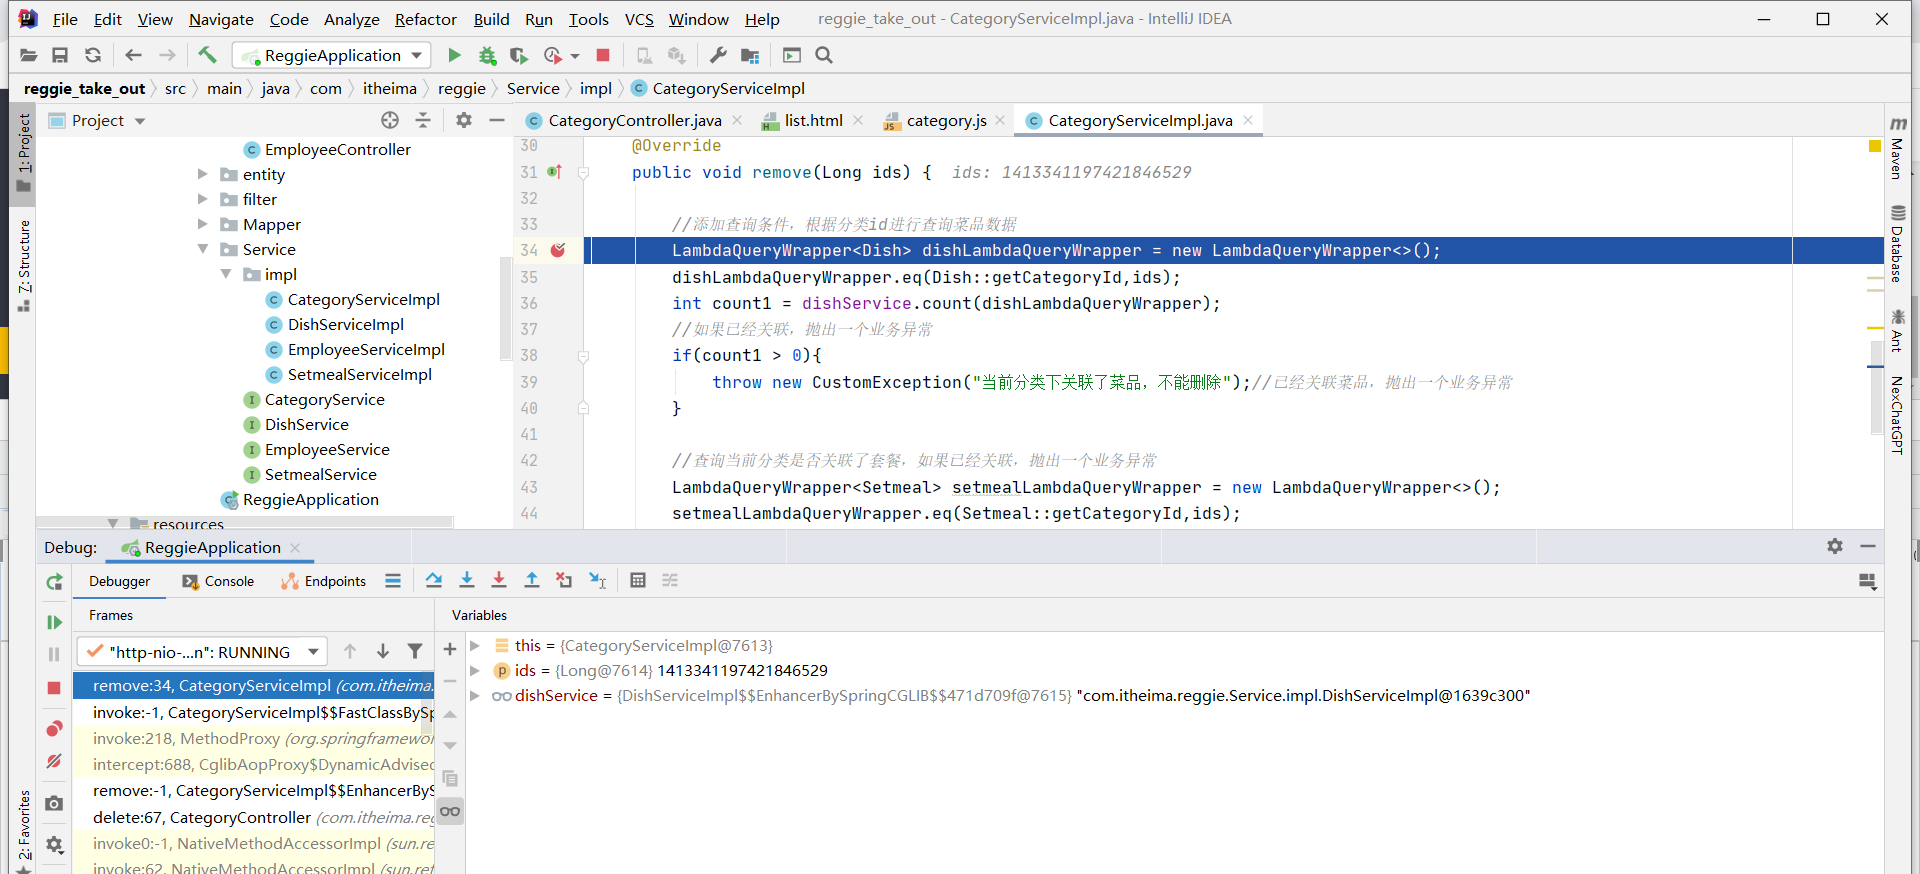 File Edit View Navigate Code Analyze Refactor Build Run Tools VCS Window Help reggie_take_out - CategoryServiceImpl.java - IntelliJ IDEA
ReggieApplication
reggie_take_out src main java com itheima reggie Service impl CategoryServiceImpl
Project
CategoryController.java list.html category.js CategoryServiceImpl.java
1: Project
Z: Structure
2: Favorites
EmployeeController
entity
filter
Mapper
Service
impl
CategoryServiceImpl
DishServiceImpl
EmployeeServiceImpl
SetmealServiceImpl
CategoryService
DishService
EmployeeService
SetmealService
ReggieApplication
resources
30 @Override
31 public void remove(Long ids) { ids: 1413341197421846529
32
33 //添加查询条件，根据分类id进行查询菜品数据
34 LambdaQueryWrapper<Dish> dishLambdaQueryWrapper = new LambdaQueryWrapper<>();
35 dishLambdaQueryWrapper.eq(Dish::getCategoryId,ids);
36 int count1 = dishService.count(dishLambdaQueryWrapper);
37 //如果已经关联，抛出一个业务异常
38 if(count1 > 0){
39 throw new CustomException("当前分类下关联了菜品，不能删除");//已经关联菜品，抛出一个业务异常
40 }
41
42 //查询当前分类是否关联了套餐，如果已经关联，抛出一个业务异常
43 LambdaQueryWrapper<Setmeal> setmealLambdaQueryWrapper = new LambdaQueryWrapper<>();
44 setmealLambdaQueryWrapper.eq(Setmeal::getCategoryId,ids);
Maven
Database
Ant
NexChatGPT
Debug: ReggieApplication
Debugger Console Endpoints
Frames
"http-nio-...n": RUNNING
remove:34, CategoryServiceImpl (com.itheima.
invoke:-1, CategoryServiceImpl$$FastClassBySp
invoke:218, MethodProxy (org.springframewor
intercept:688, CglibAopProxy$DynamicAdvised
remove:-1, CategoryServiceImpl$$EnhancerByS
delete:67, CategoryController (com.itheima.reg
invoke0:-1, NativeMethodAccessorImpl (sun.re
invoke:62, NativeMethodAccessorImpl (sun.ref
Variables
this = {CategoryServiceImpl@7613}
ids = {Long@7614} 1413341197421846529
dishService = {DishServiceImpl$$EnhancerBySpringCGLIB$$471d709f@7615} "com.itheima.reggie.Service.impl.DishServiceImpl@1639c300"